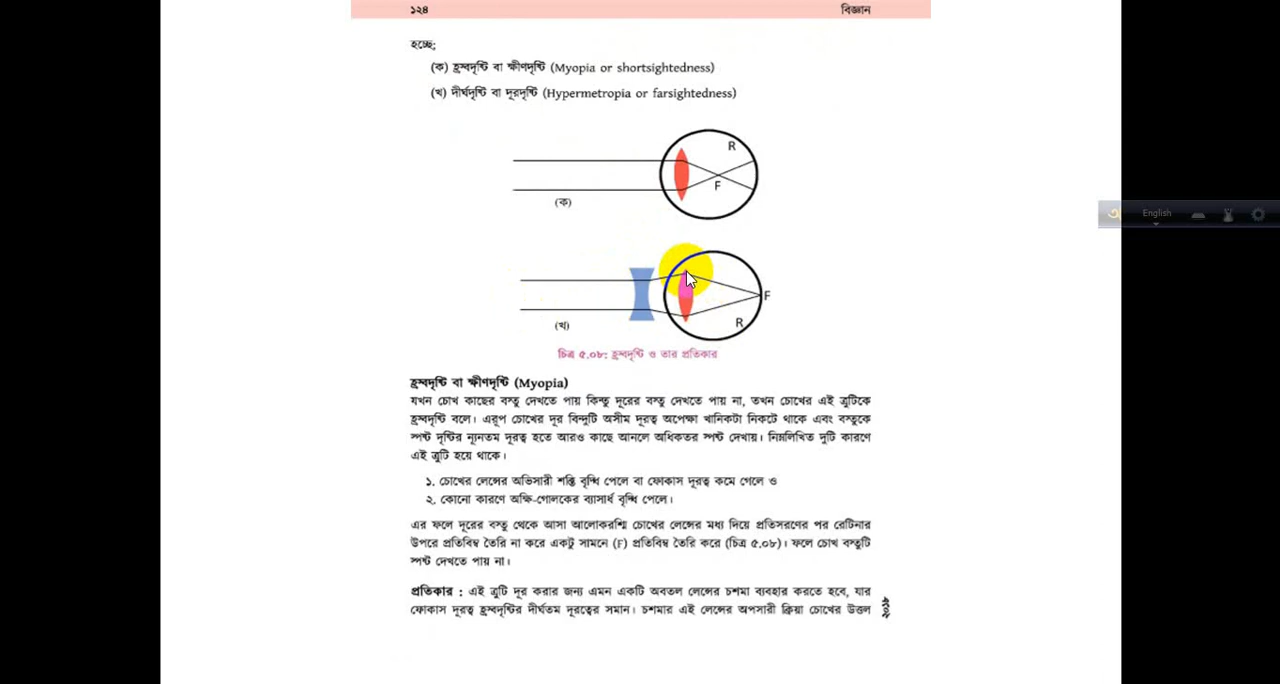 ১২৪
বিজ্ঞান
হচ্ছে;
(ক) হ্রস্বদৃষ্টি বা ক্ষীণদৃষ্টি (Myopia or shortsightedness)
(খ) দীর্ঘদৃষ্টি বা দূরদৃষ্টি (Hypermetropia or farsightedness)
R
F
(ক)
English
F
R
(খ)
চিত্র ৫.০৮: হ্রস্বদৃষ্টি ও তার প্রতিকার
হ্রস্বদৃষ্টি বা ক্ষীণদৃষ্টি (Myopia)
যখন চোখ কাছের বস্তু দেখতে পায় কিন্তু দূরের বস্তু দেখতে পায় না, তখন চোখের এই ত্রুটিকে
হ্রস্বদৃষ্টি বলে। এরূপ চোখের দূর বিন্দুটি অসীম দূরত্ব অপেক্ষা খানিকটা নিকটে থাকে এবং বস্তুকে
স্পষ্ট দৃষ্টির ন্যূনতম দূরত্ব হতে আরও কাছে আনলে অধিকতর স্পষ্ট দেখায়। নিম্নলিখিত দুটি কারণে
এই ত্রুটি হয়ে থাকে।
১. চোখের লেন্সের অভিসারী শক্তি বৃদ্ধি পেলে বা ফোকাস দূরত্ব কমে গেলে ও
২. কোনো কারণে অক্ষি-গোলকের ব্যাসার্ধ বৃদ্ধি পেলে।
এর ফলে দূরের বস্তু থেকে আসা আলোকরশ্মি চোখের লেন্সের মধ্য দিয়ে প্রতিসরণের পর রেটিনার
উপরে প্রতিবিম্ব তৈরি না করে একটু সামনে (F) প্রতিবিম্ব তৈরি করে (চিত্র ৫.০৮)। ফলে চোখ বস্তুটি
স্পষ্ট দেখতে পায় না।
প্রতিকার : এই ত্রুটি দূর করার জন্য এমন একটি অবতল লেন্সের চশমা ব্যবহার করতে হবে, যার
ফোকাস দূরত্ব হ্রস্বদৃষ্টির দীর্ঘতম দূরত্বের সমান। চশমার এই লেন্সের অপসারী ক্রিয়া চোখের উত্তল